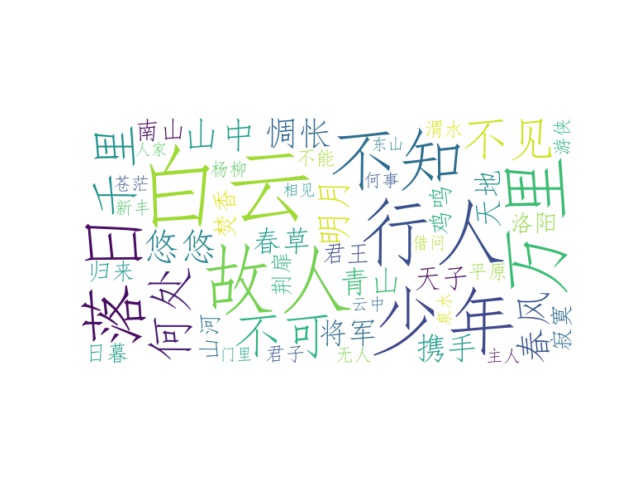 南山
山中
惆怅
不知
东山
渭水
不见
游侠
千里
人家
白云
杨柳
不能
何事
鸡鸣
天地
万里
苍茫
新丰
焚香
相见
明月
行人
洛阳
落日
悠悠
春草
君王
借问
归来
何处
故人
荆扉
青山
天子
平原
云中
泉水
少年
春风
寂寞
山河
不可
将军
携手
日暮
门里
君子
无人
主人